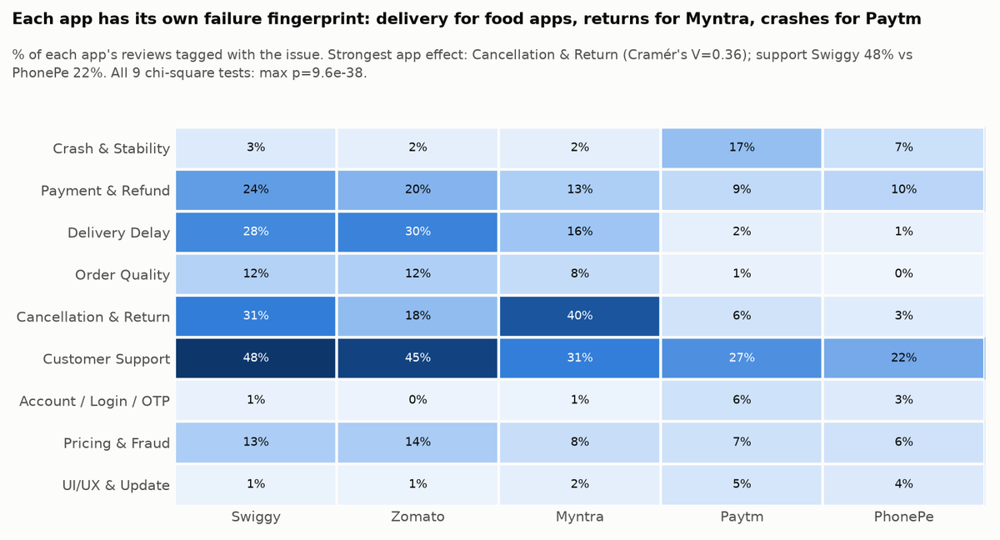 Each app has its own failure fingerprint: delivery for food apps, returns for Myntra, crashes for Paytm
% of each app's reviews tagged with the issue. Strongest app effect: Cancellation & Return (Cramér's V=0.36); support Swiggy 48% vs
PhonePe 22%. All 9 chi-square tests: max p=9.6e-38.
Crash & Stability 3% 2% 2% 17% 7%
Payment & Refund 24% 20% 13% 9% 10%
Delivery Delay 28% 30% 16% 2% 1%
Order Quality 12% 12% 8% 1% 0%
Cancellation & Return 31% 18% 40% 6% 3%
Customer Support 48% 45% 31% 27% 22%
Account / Login / OTP 1% 0% 1% 6% 3%
Pricing & Fraud 13% 14% 8% 7% 6%
UI/UX & Update 1% 1% 2% 5% 4%
Swiggy Zomato Myntra Paytm PhonePe